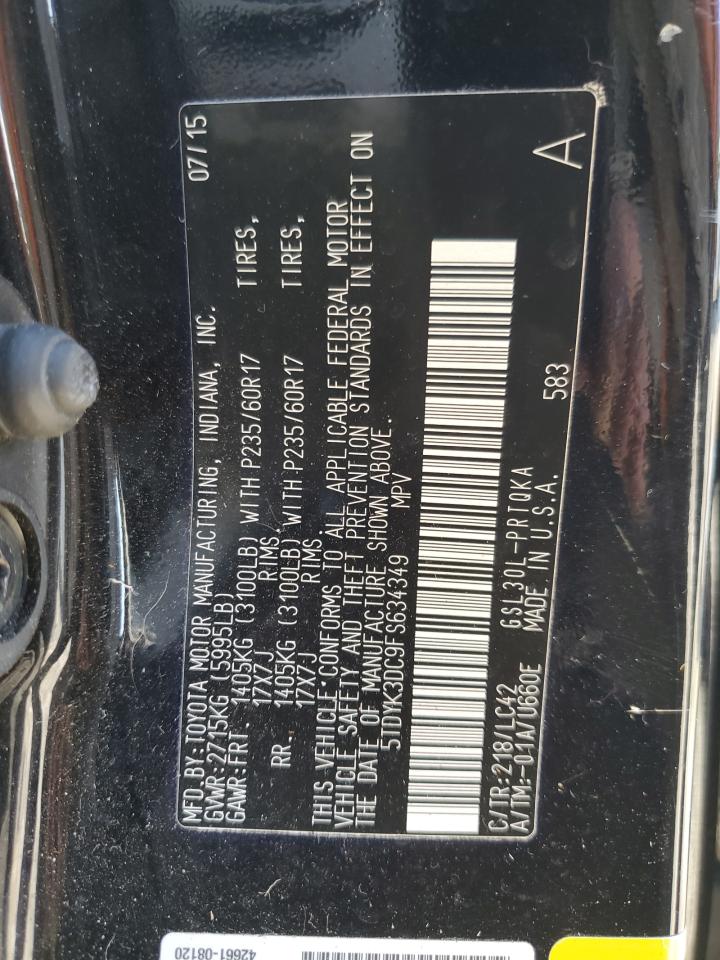 MFD.BY:TOYOTA MOTOR MANUFACTURING, INDIANA, INC. 07/15
GVWR:2715KG (5995LB)
GAWR:FRT. 1405KG (3100LB) WITH P235/60R17 TIRES,
17X7J RIMS
RR. 1405KG (3100LB) WITH P235/60R17 TIRES,
17X7J RIMS
THIS VEHICLE CONFORMS TO ALL APPLICABLE FEDERAL MOTOR
VEHICLE SAFETY AND THEFT PREVENTION STANDARDS IN EFFECT ON
THE DATE OF MANUFACTURE SHOWN ABOVE.
5TDYK3DC9FS634349 MPV
A
C/TR:218/LC42 GSL30L-PRTQKA 583
A/TM:-01A/U660E MADE IN U.S.A.
42661-08120